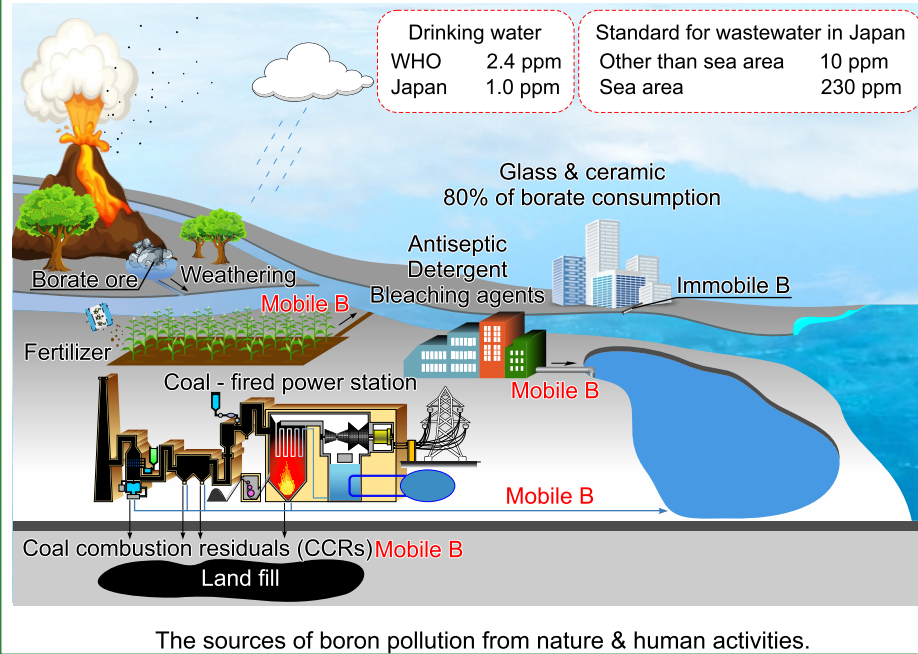 Drinking water
WHO 2.4 ppm
Japan 1.0 ppm
Standard for wastewater in Japan
Other than sea area 10 ppm
Sea area 230 ppm
Glass & ceramic
80% of borate consumption
Antiseptic
Detergent
Bleaching agents
Immobile B
Borate ore
Weathering
Mobile B
Fertilizer
Coal - fired power station
Mobile B
Mobile B
Coal combustion residuals (CCRs) Mobile B
Land fill
The sources of boron pollution from nature & human activities.